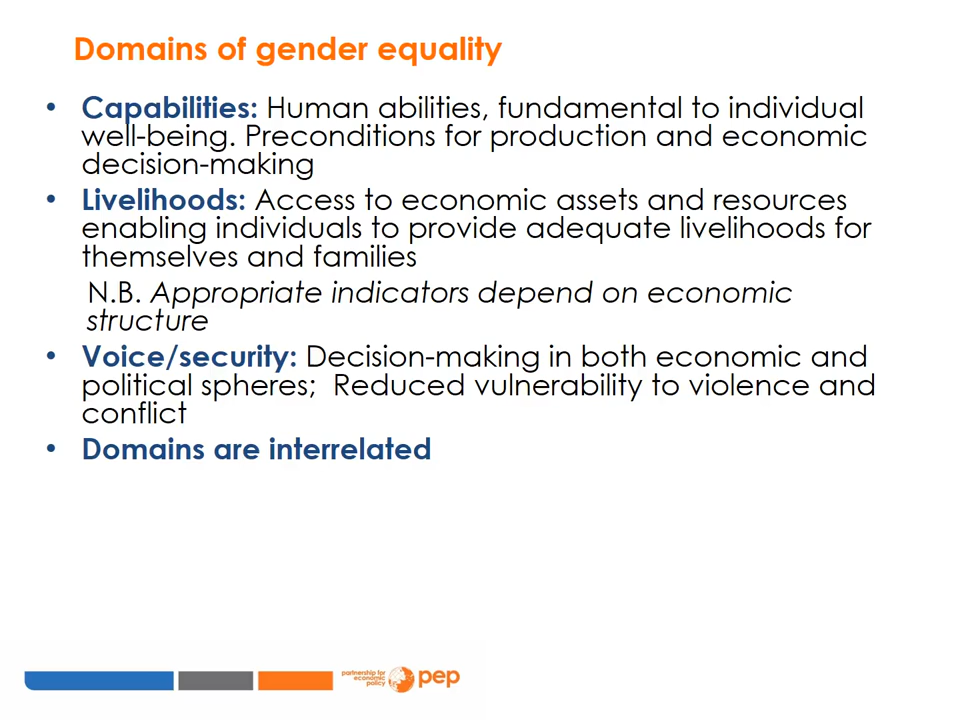 Domains of gender equality
• Capabilities: Human abilities, fundamental to individual
well-being. Preconditions for production and economic
decision-making
• Livelihoods: Access to economic assets and resources
enabling individuals to provide adequate livelihoods for
themselves and families
N.B. Appropriate indicators depend on economic
structure
• Voice/security: Decision-making in both economic and
political spheres;  Reduced vulnerability to violence and
conflict
• Domains are interrelated
partnership for
economic
policy
pep